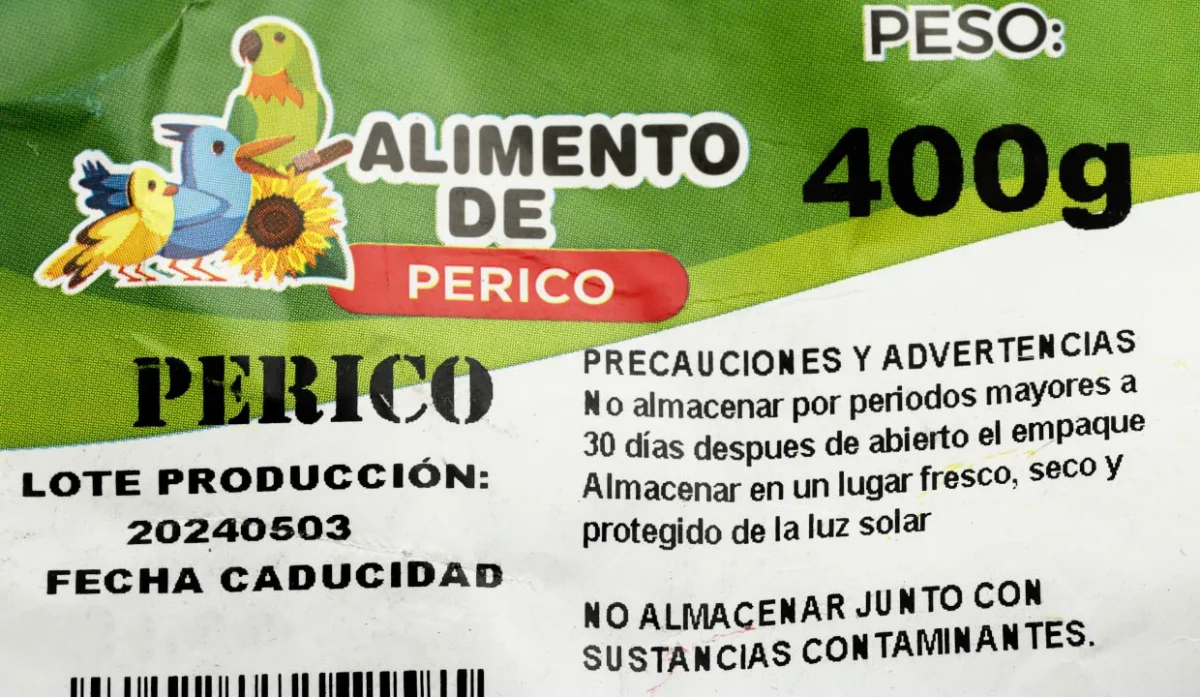 PESO:
400g
ALIMENTO
DE
PERICO
PERICO
LOTE PRODUCCIÓN:
20240503
FECHA CADUCIDAD
PRECAUCIONES Y ADVERTENCIAS
No almacenar por periodos mayores a
30 días despues de abierto el empaque
Almacenar en un lugar fresco, seco y
protegido de la luz solar
NO ALMACENAR JUNTO CON
SUSTANCIAS CONTAMINANTES.